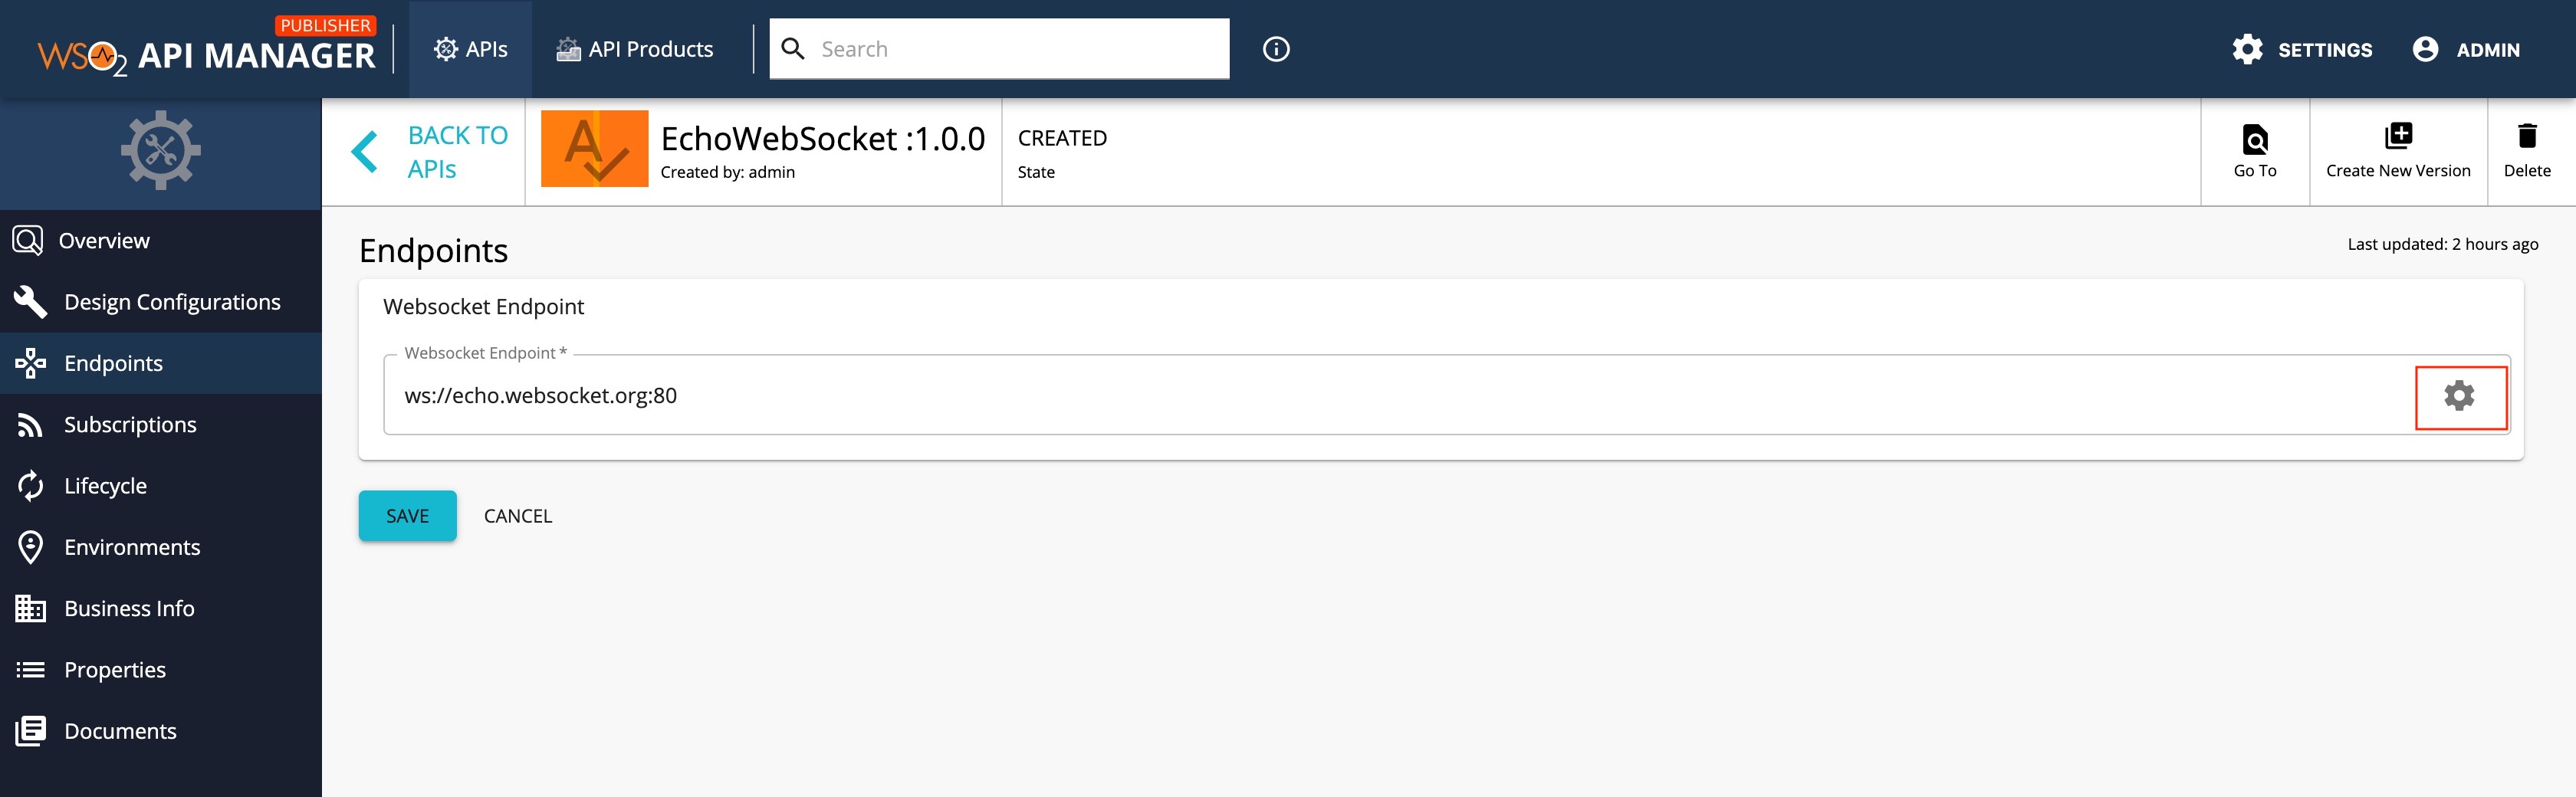 PUBLISHER
WSO2 API MANAGER
APIs
API Products
Search
SETTINGS
ADMIN
BACK TO
APIs
A
EchoWebSocket :1.0.0
Created by: admin
CREATED
State
Go To
Create New Version
Delete
Overview
Design Configurations
Endpoints
Subscriptions
Lifecycle
Environments
Business Info
Properties
Documents
Endpoints
Last updated: 2 hours ago
Websocket Endpoint
Websocket Endpoint *
ws://echo.websocket.org:80
SAVE
CANCEL